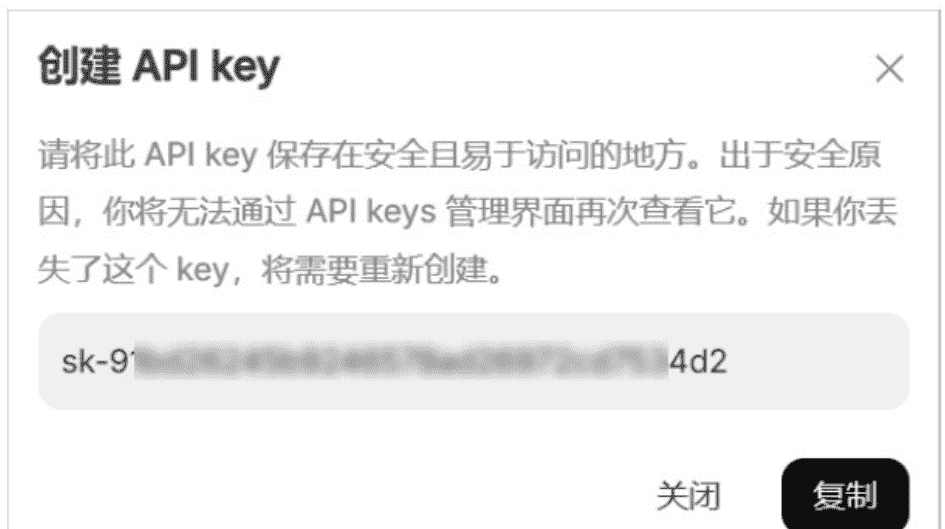 创建 API key
请将此 API key 保存在安全且易于访问的地方。出于安全原
因，你将无法通过 API keys 管理界面再次查看它。如果你丢
失了这个 key，将需要重新创建。
sk-9 4d2
关闭 复制